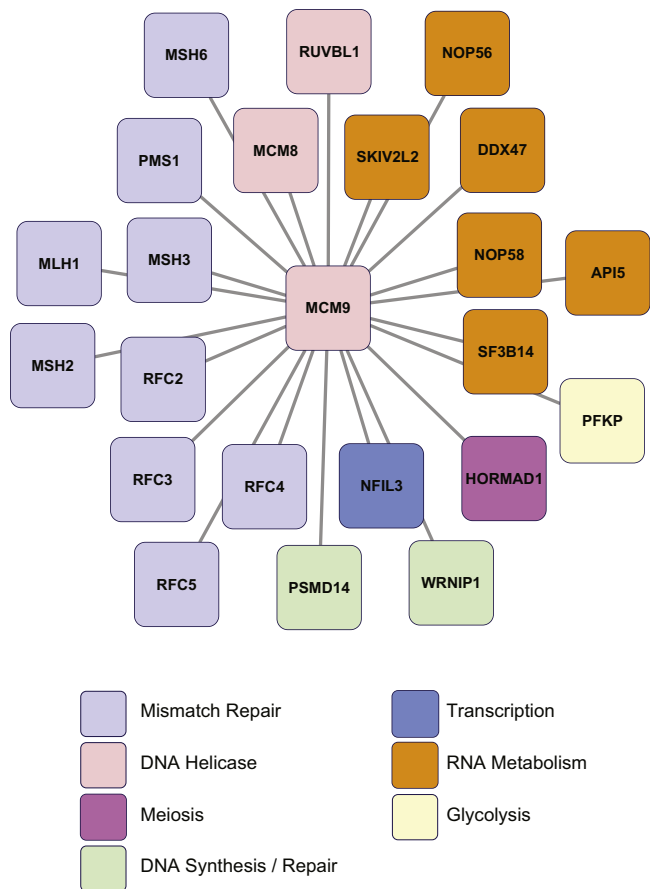 MSH6
RUVBL1
NOP56
PMS1
MCM8
SKIV2L2
DDX47
MLH1
MSH3
NOP58
API5
MCM9
MSH2
RFC2
SF3B14
PFKP
RFC3
RFC4
NFIL3
HORMAD1
RFC5
PSMD14
WRNIP1
Mismatch Repair
DNA Helicase
Meiosis
DNA Synthesis / Repair
Transcription
RNA Metabolism
Glycolysis